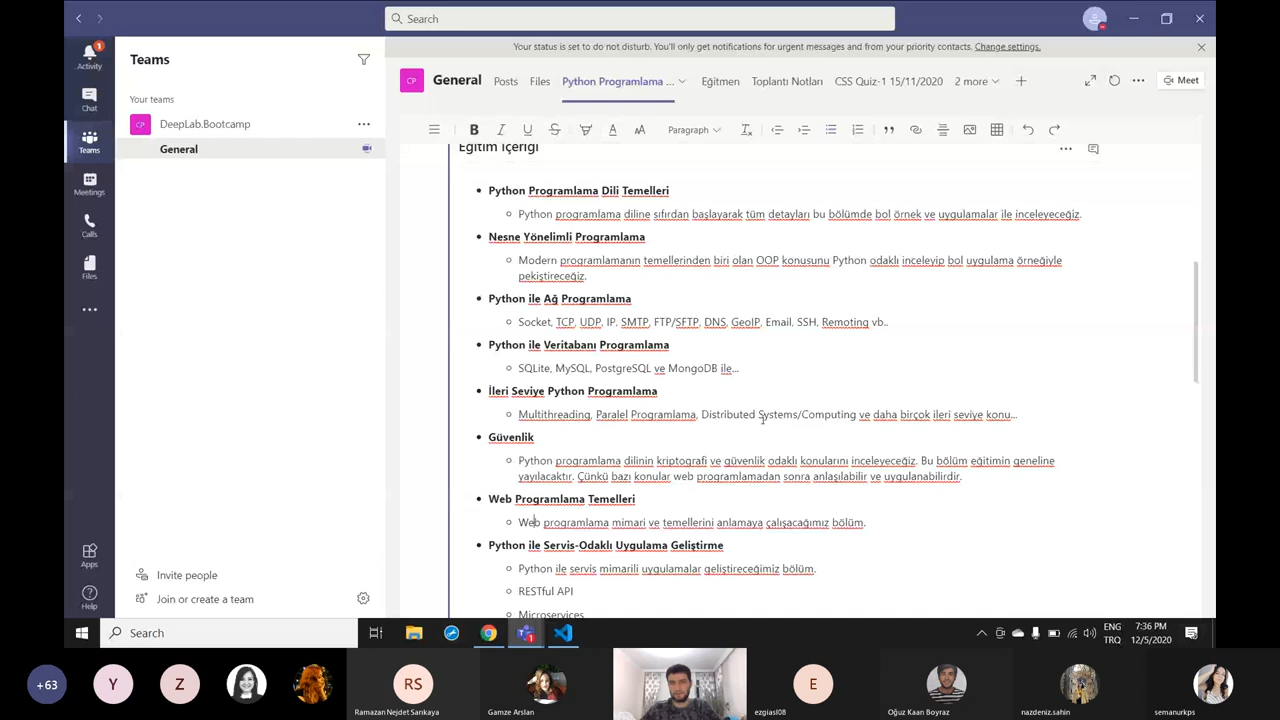 Search
Your status is set to do not disturb. You'll only get notifications for urgent messages and from your priority contacts. Change settings.
1
Activity
Chat
Teams
Meetings
Calls
Files
Apps
Help
Teams
Your teams
CP
DeepLab.Bootcamp
General
Invite people
Join or create a team
CP
General
Posts
Files
Python Programlama ...
Eğitmen
Toplantı Notları
CSS Quiz-1 15/11/2020
2 more
Meet
B
I
U
S
A
AA
Paragraph
Eğitim İçeriği
Python Programlama Dili Temelleri
Python programlama diline sıfırdan başlayarak tüm detayları bu bölümde bol örnek ve uygulamalar ile inceleyeceğiz.
Nesne Yönelimli Programlama
Modern programlamanın temellerinden biri olan OOP konusunu Python odaklı inceleyip bol uygulama örneğiyle
pekiştireceğiz.
Python ile Ağ Programlama
Socket, TCP, UDP, IP, SMTP, FTP/SFTP, DNS, GeoIP, Email, SSH, Remoting vb..
Python ile Veritabanı Programlama
SQLite, MySQL, PostgreSQL ve MongoDB ile...
İleri Seviye Python Programlama
Multithreading, Paralel Programlama, Distributed Systems/Computing ve daha birçok ileri seviye konu...
Güvenlik
Python programlama dilinin kriptografi ve güvenlik odaklı konularını inceleyeceğiz. Bu bölüm eğitimin geneline
yayılacaktır. Çünkü bazı konular web programlamadan sonra anlaşılabilir ve uygulanabilirdir.
Web Programlama Temelleri
Web programlama mimari ve temellerini anlamaya çalışacağımız bölüm.
Python ile Servis-Odaklı Uygulama Geliştirme
Python ile servis mimarili uygulamalar geliştireceğimiz bölüm.
RESTful API
Microservices
Search
1
ENG
TRQ
7:36 PM
12/5/2020
+63
Y
Z
RS
Ramazan Nejdet Sarıkaya
Gamze Arslan
E
ezgiasl08
Oğuz Kaan Boyraz
nazdeniz.sahin
semanurkps